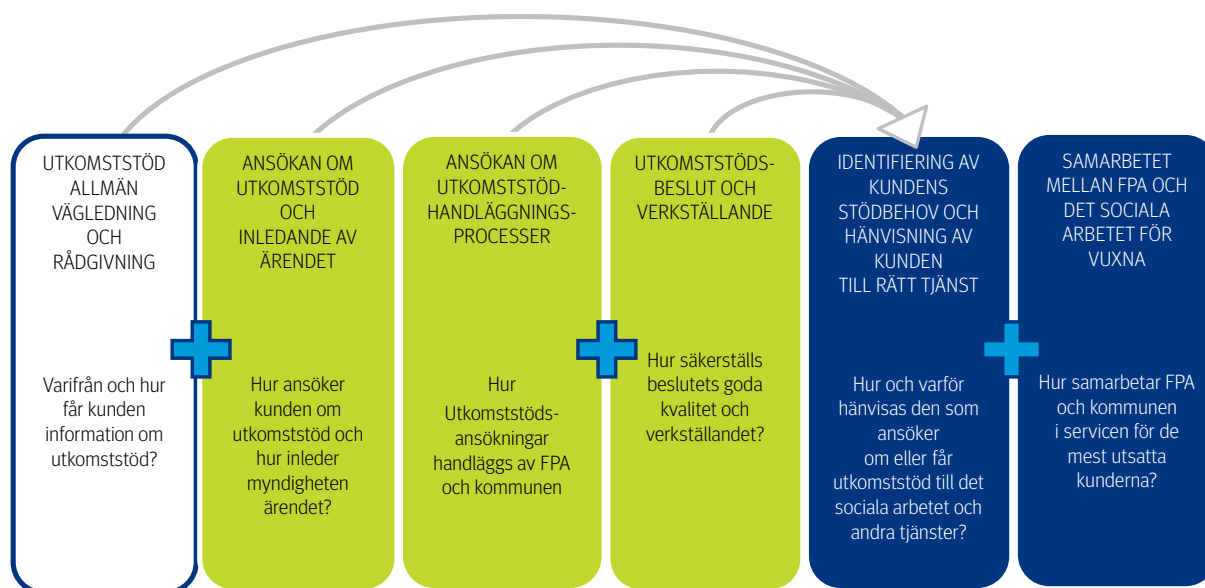 UTKOMSTSTÖD
ALLMÄN
VÄGLEDNING
OCH
RÅDGIVNING
Varifrån och hur
får kunden
information om
utkomststöd?
ANSÖKAN OM
UTKOMSTSTÖD
OCH
INLEDANDE AV
ÄRENDET
Hur ansöker
kunden om
utkomststöd och
hur inleder
myndigheten
ärendet?
ANSÖKAN OM
UTKOMSTSTÖD-
HANDLÄGGNINGS-
PROCESSER
Hur
Utkomststöds-
ansökningar
handläggs av FPA
och kommunen
UTKOMSTSTÖDS-
BESLUT OCH
VERKSTÄLLANDE
Hur säkerställs
beslutets goda
kvalitet och
verkställandet?
IDENTIFIERING AV
KUNDENS
STÖDBEHOV OCH
HÄNVISNING AV
KUNDEN
TILL RÄTT TJÄNST
Hur och varför
hänvisas den som
ansöker
om eller får
utkomststöd till det
sociala arbetet och
andra tjänster?
SAMARBETET
MELLAN FPA OCH
DET SOCIALA
ARBETET FÖR
VUXNA
Hur samarbetar FPA
och kommunen
i servicen för de
mest utsatta
kunderna?